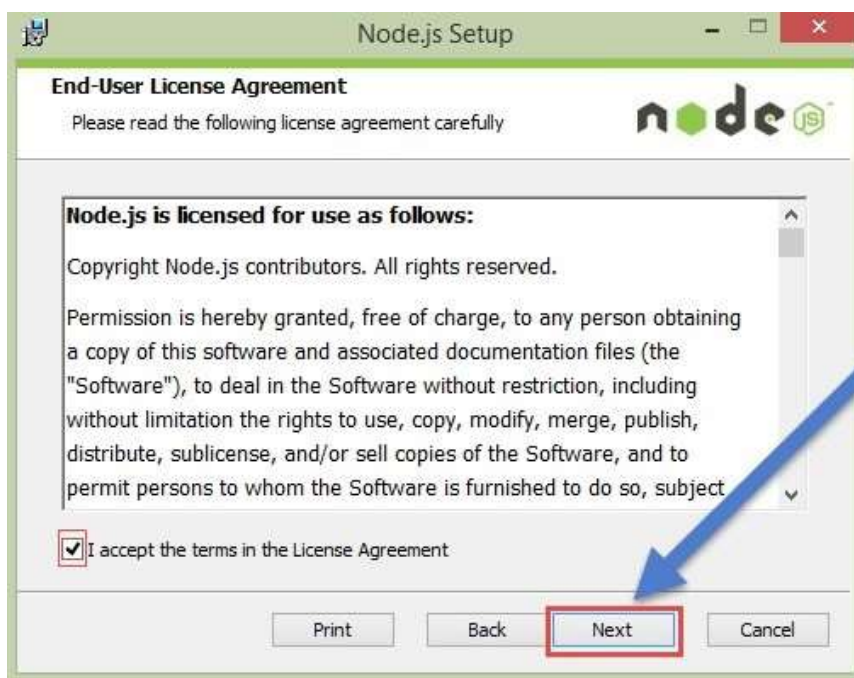 Node.js Setup
End-User License Agreement
Please read the following license agreement carefully
node JS
Node.js is licensed for use as follows:
Copyright Node.js contributors. All rights reserved.
Permission is hereby granted, free of charge, to any person obtaining
a copy of this software and associated documentation files (the
"Software"), to deal in the Software without restriction, including
without limitation the rights to use, copy, modify, merge, publish,
distribute, sublicense, and/or sell copies of the Software, and to
permit persons to whom the Software is furnished to do so, subject
I accept the terms in the License Agreement
Print Back Next Cancel